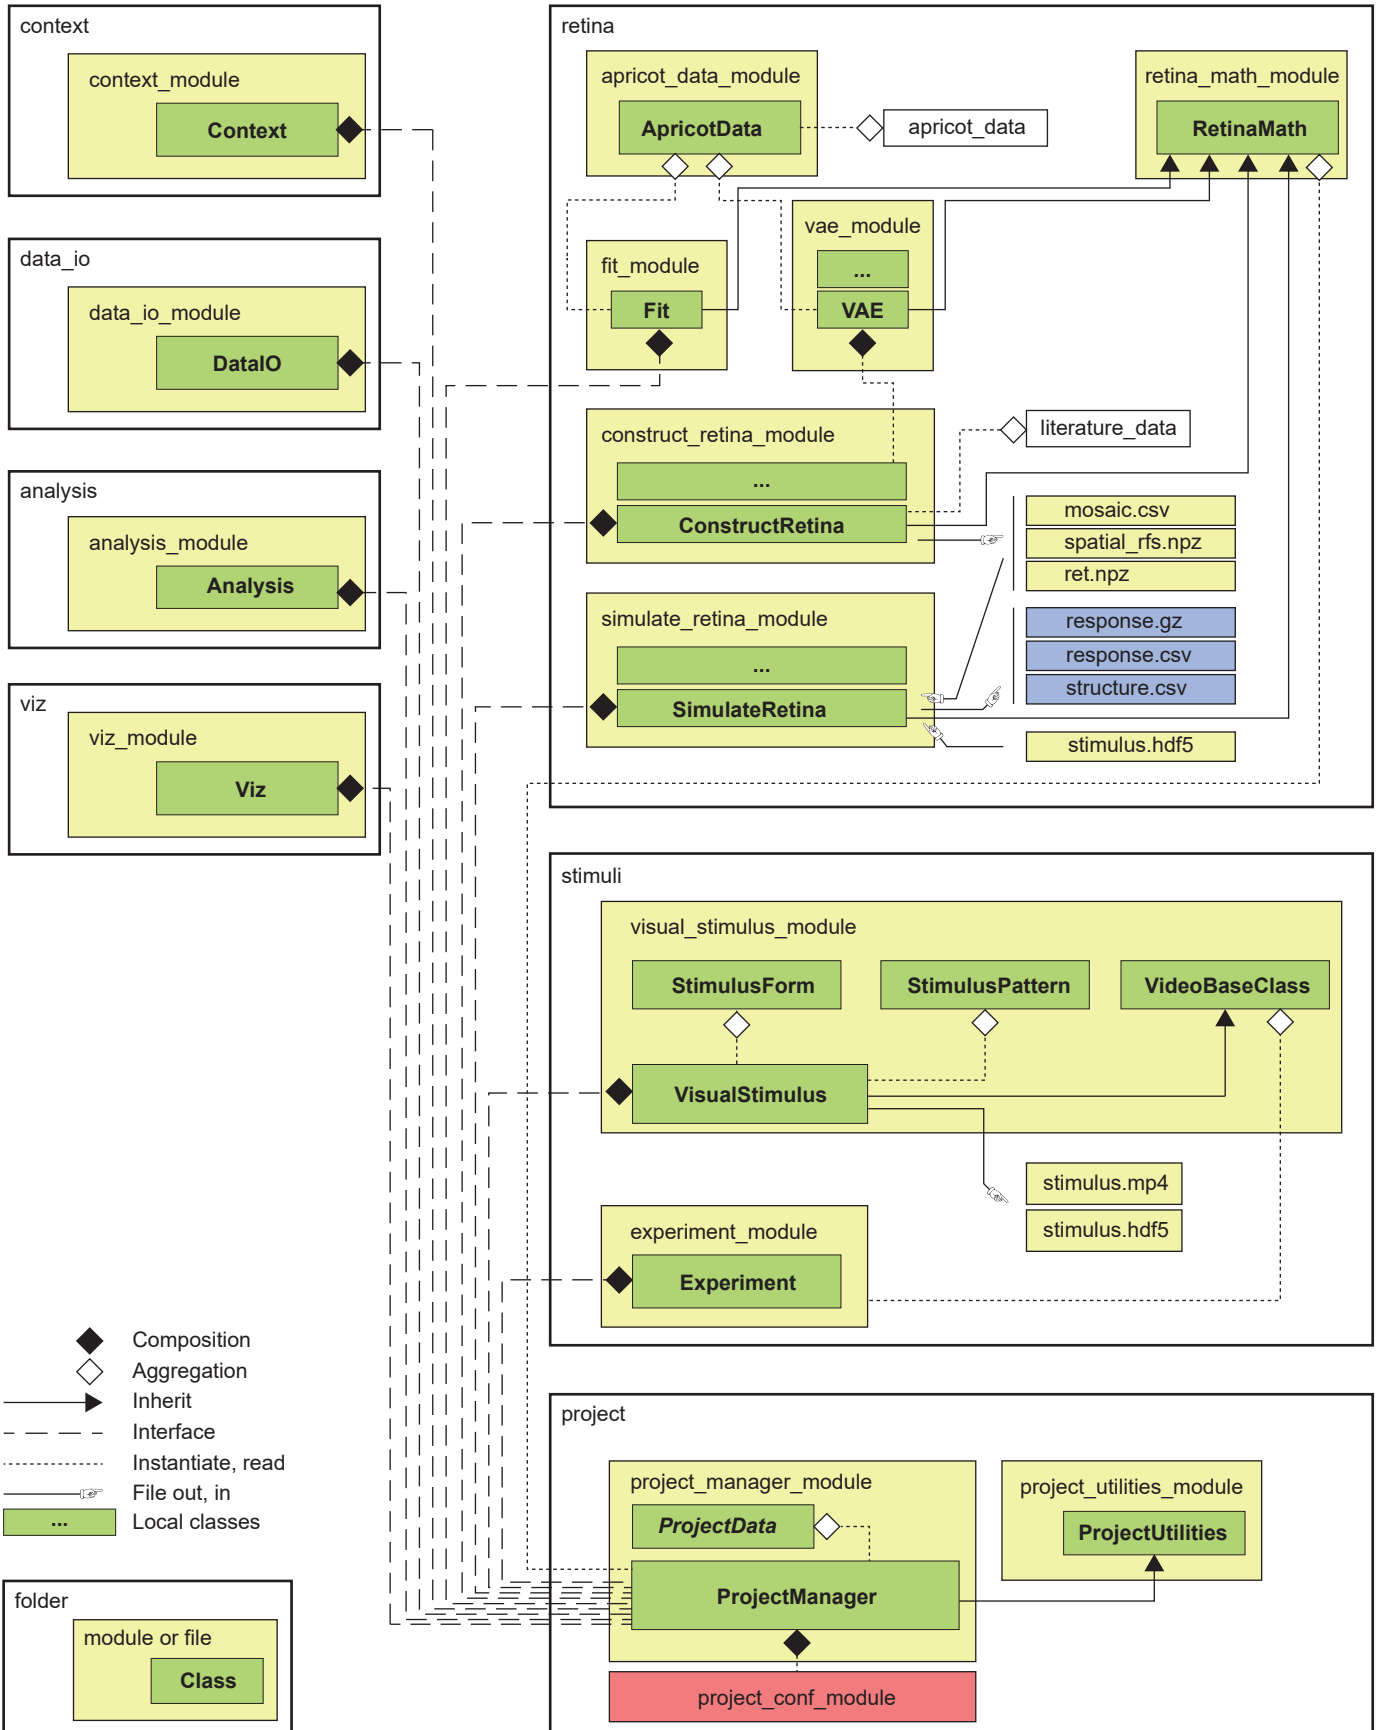 context
context_module
Context
data_io
data_io_module
DataIO
analysis
analysis_module
Analysis
viz
viz_module
Viz
retina
apricot_data_module
ApricotData
apricot_data
retina_math_module
RetinaMath
fit_module
Fit
vae_module
...
VAE
construct_retina_module
...
ConstructRetina
literature_data
mosaic.csv
spatial_rfs.npz
ret.npz
simulate_retina_module
...
SimulateRetina
response.gz
response.csv
structure.csv
stimulus.hdf5
stimuli
visual_stimulus_module
StimulusForm
StimulusPattern
VideoBaseClass
VisualStimulus
stimulus.mp4
stimulus.hdf5
experiment_module
Experiment
project
project_manager_module
ProjectData
ProjectManager
project_utilities_module
ProjectUtilities
project_conf_module
Composition
Aggregation
Inherit
Interface
Instantiate, read
File out, in
... Local classes
folder
module or file
Class